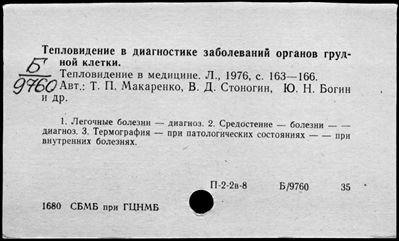 Тепловидение в диагностике заболеваний органов груд-
ной клетки.
Б
9760
Тепловидение в медицине. Л., 1976, с. 163—166.
Авт.: Т. П. Макаренко, В. Д. Стоногин, Ю. Н. Богин
и др.
1. Легочные болезни — диагноз. 2. Средостение — болезни — —
диагноз. 3. Термография — при патологических состояниях — — при
внутренних болезнях.
П-2-2в-8 Б/9760 35
1680 СБМБ при ГЦНМБ